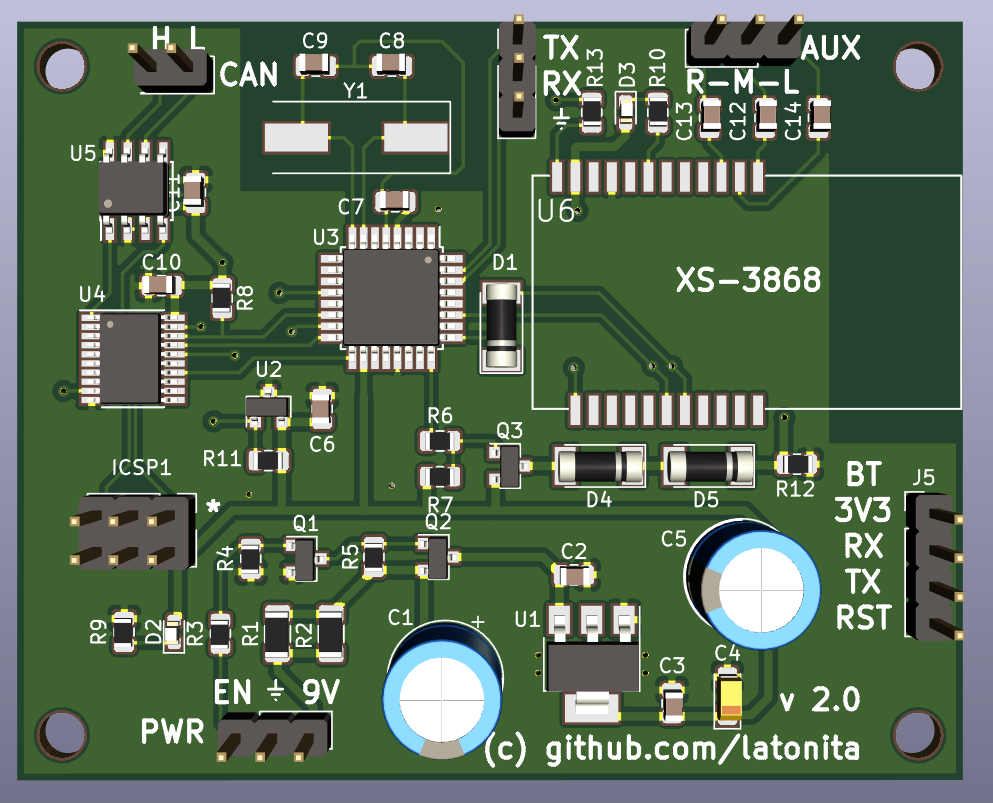 H L
CAN
C9
C8
Y1
TX
RX
R13
D3
R10
AUX
R-M-L
C13
C12
C14
U5
C11
C7
U3
U6
D1
XS-3868
C10
U4
R8
U2
C6
R11
R6
Q3
R7
D4
D5
R12
ICSP1
*
BT
3V3
RX
TX
RST
J5
Q1
Q2
R4
R5
C2
C5
R9
D2
R3
R1
R2
C1
+
U1
C3
C4
EN
9V
PWR
v 2.0
(c) github.com/latonita